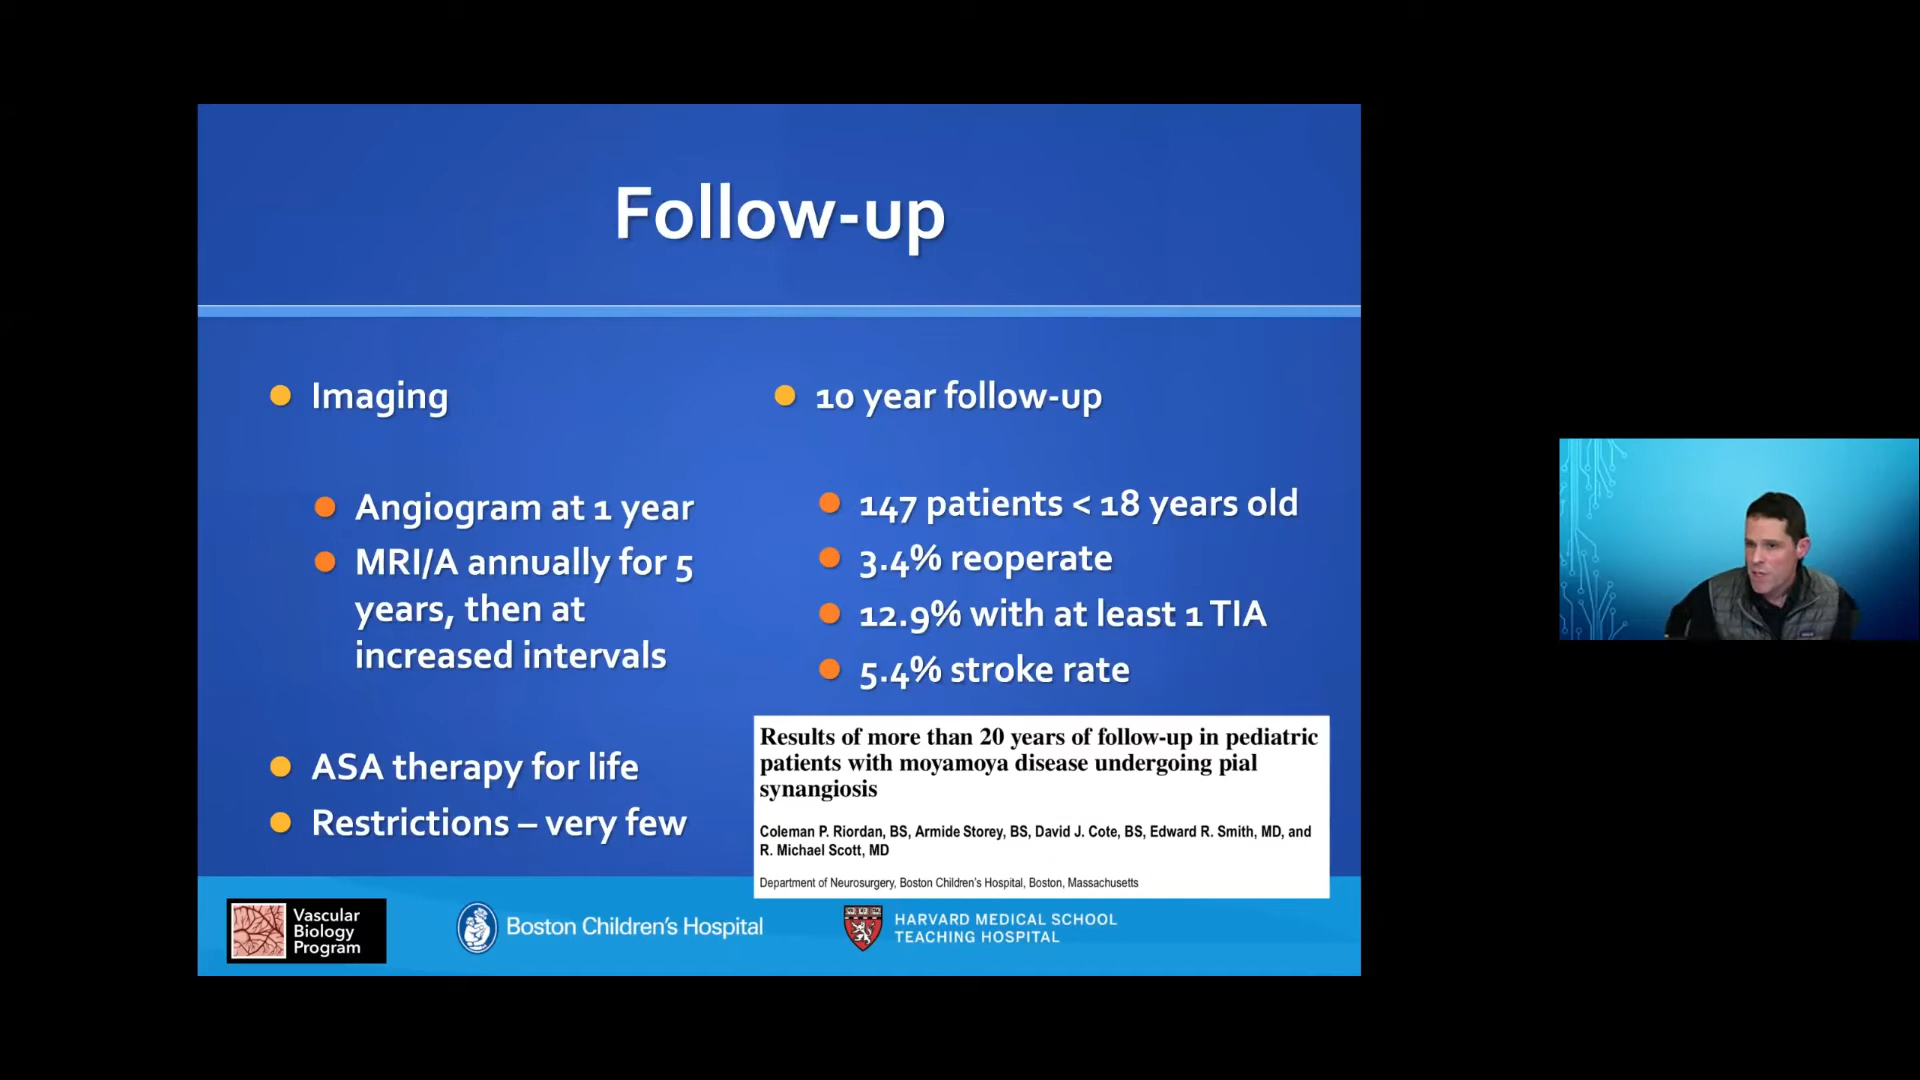 Follow-up
Imaging
Angiogram at 1 year
MRI/A annually for 5
years, then at
increased intervals
ASA therapy for life
Restrictions – very few
10 year follow-up
147 patients < 18 years old
3.4% reoperate
12.9% with at least 1 TIA
5.4% stroke rate
Results of more than 20 years of follow-up in pediatric
patients with moyamoya disease undergoing pial
synangiosis
Coleman P. Riordan, BS, Armide Storey, BS, David J. Cote, BS, Edward R. Smith, MD, and
R. Michael Scott, MD
Department of Neurosurgery, Boston Children's Hospital, Boston, Massachusetts
Vascular
Biology
Program
Boston Children's Hospital
HARVARD MEDICAL SCHOOL
TEACHING HOSPITAL